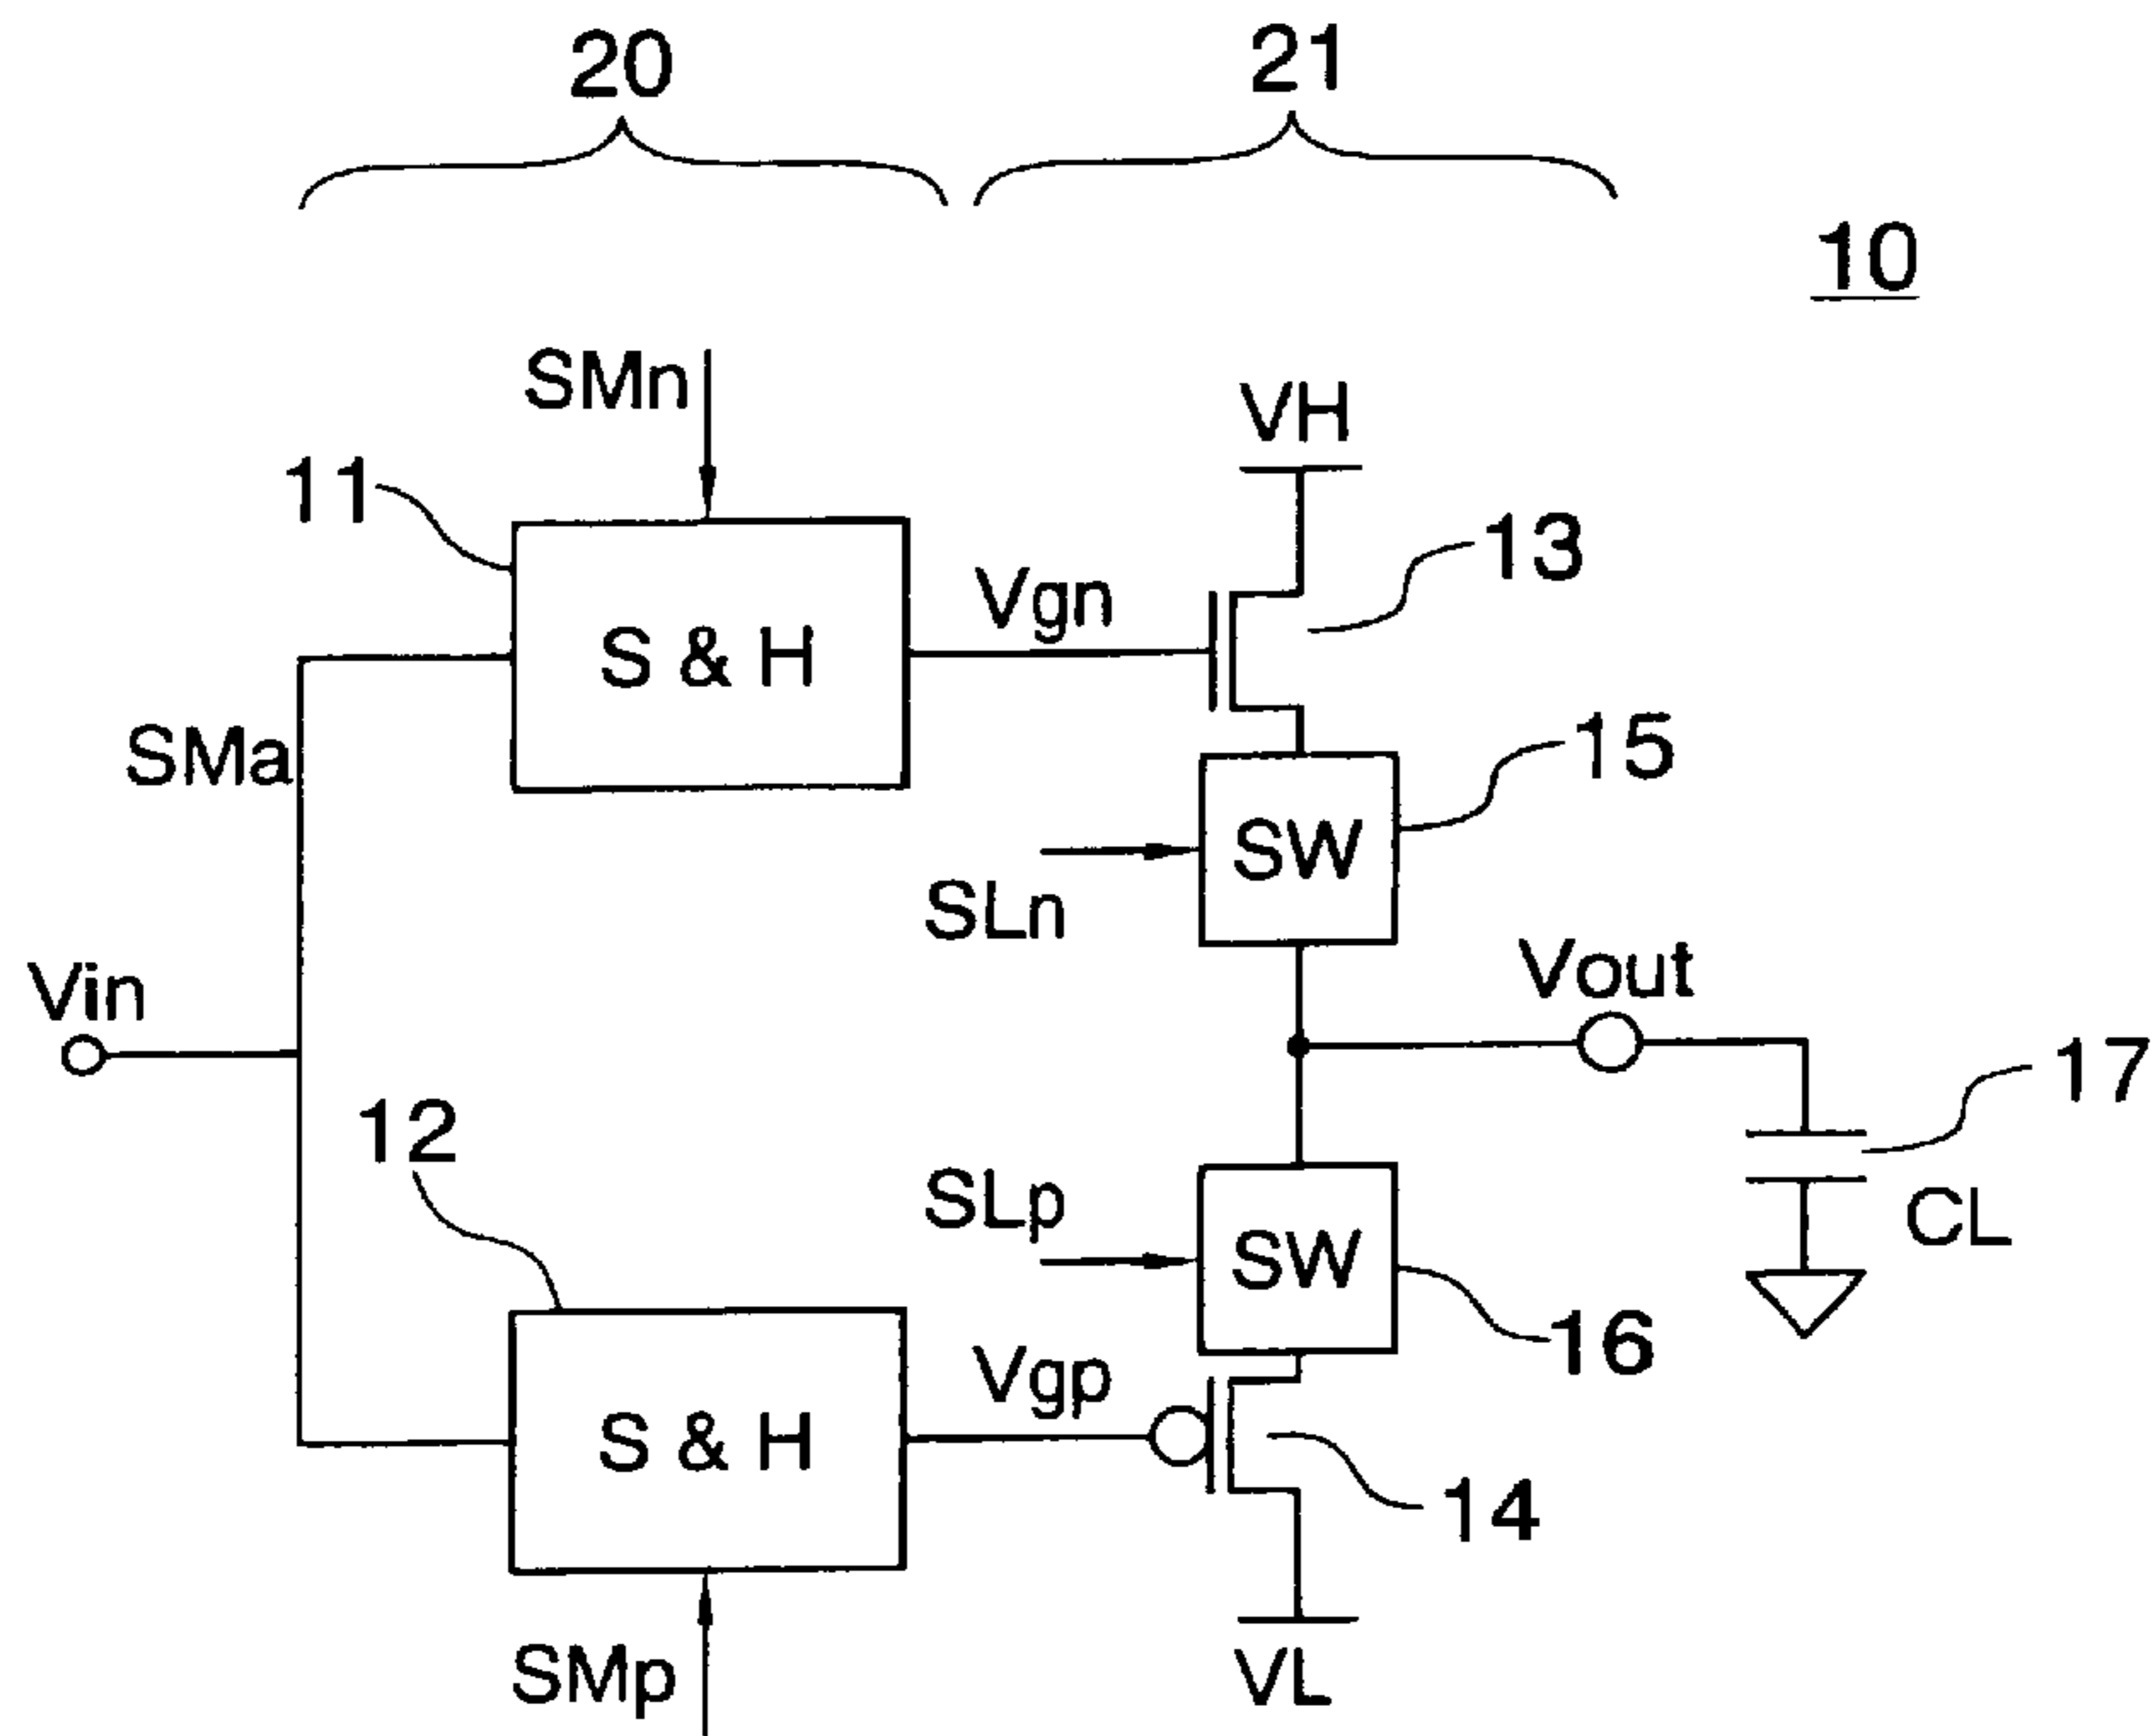 20
21
10
SMn
VH
11
13
Vgn
S & H
15
SMa
SW
SLn
Vin
Vout
17
12
SLp
CL
SW
16
Vgp
S & H
14
SMp
VL